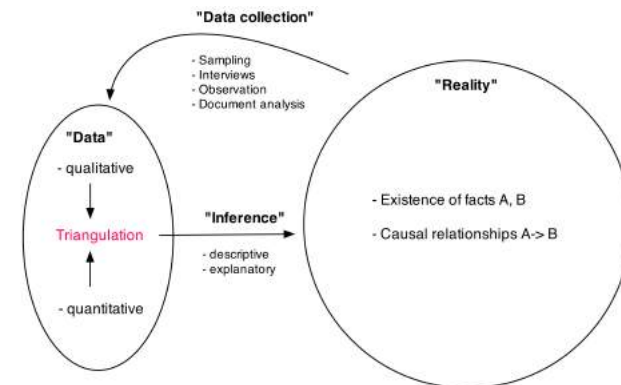 "Data collection"
- Sampling
- Interviews
- Observation
- Document analysis
"Reality"
"Data"
- qualitative
Triangulation
- quantitative
"Inference"
- descriptive
- explanatory
- Existence of facts A, B
- Causal relationships A-> B